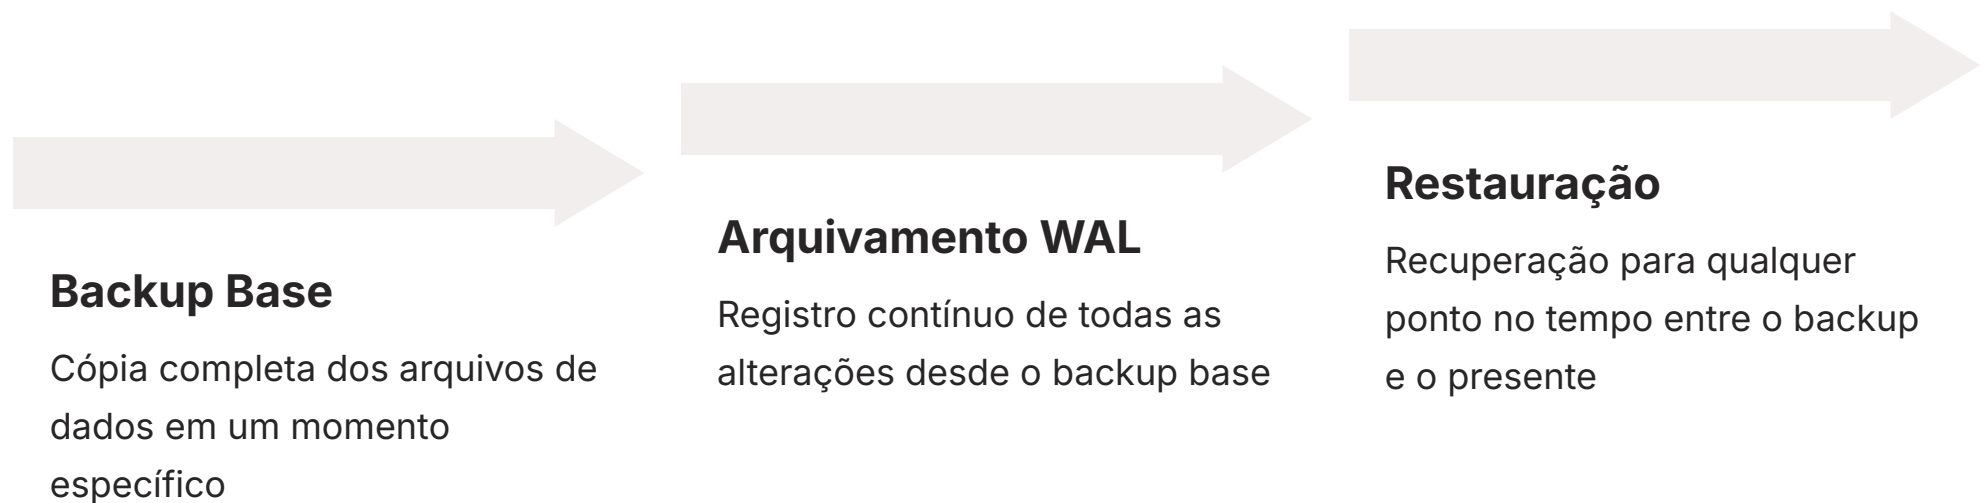 Backup Base
Cópia completa dos arquivos de
dados em um momento
específico
Arquivamento WAL
Registro contínuo de todas as
alterações desde o backup base
Restauração
Recuperação para qualquer
ponto no tempo entre o backup
e o presente